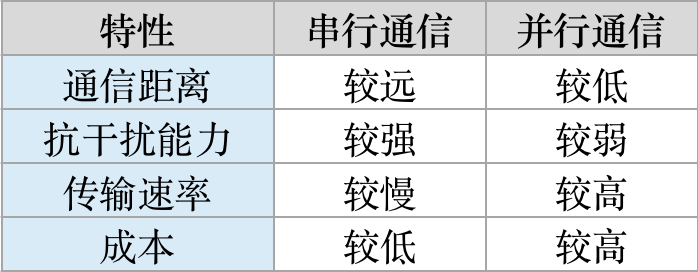 特性 串行通信 并行通信
通信距离 较远 较低
抗干扰能力 较强 较弱
传输速率 较慢 较高
成本 较低 较高